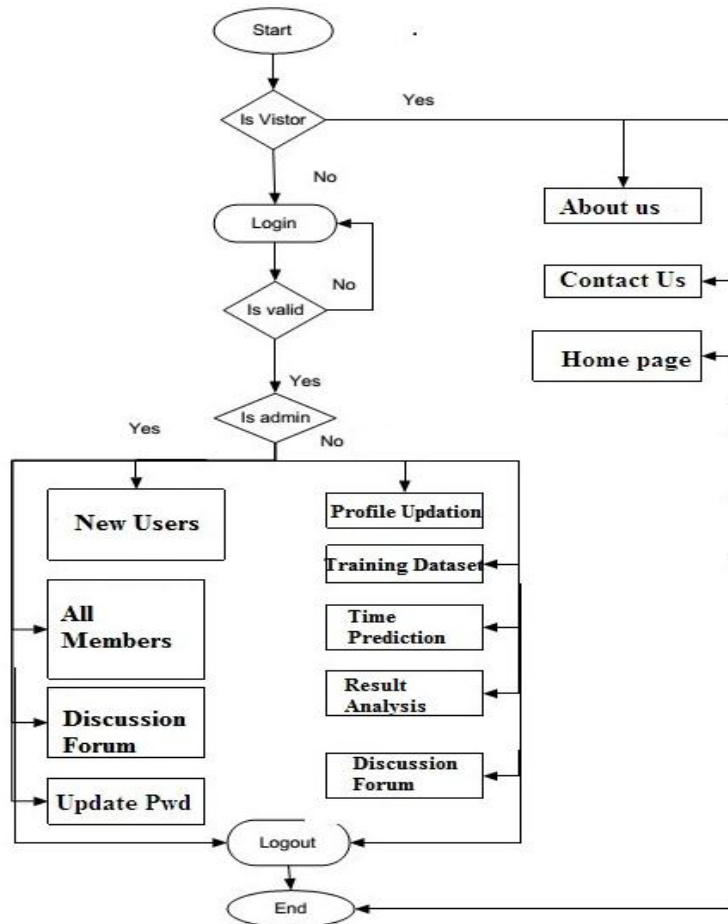 Start
Is Vistor
Yes
No
About us
Login
Contact Us
No
Is valid
Home page
Yes
Is admin
Yes
No
New Users
Profile Updation
Training Dataset
All
Members
Time
Prediction
Result
Analysis
Discussion
Forum
Discussion
Forum
Update Pwd
Logout
End